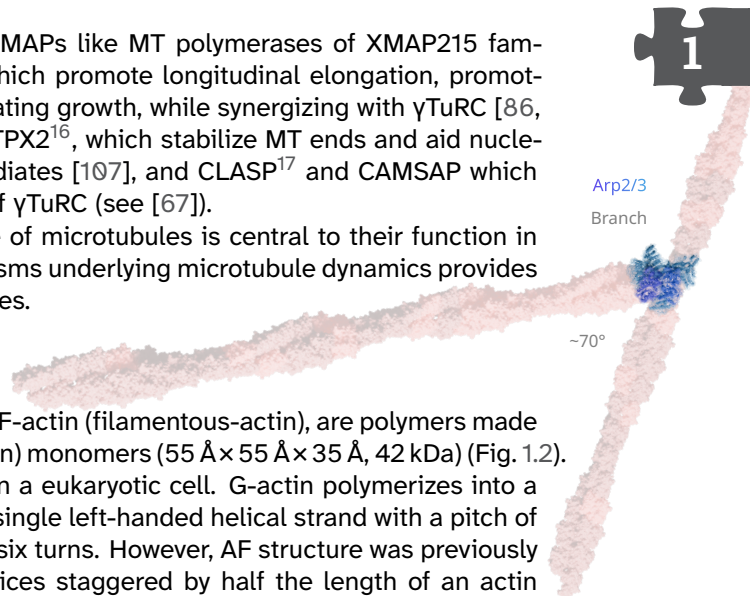 MAPs like MT polymerases of XMAP215 fam-
hich promote longitudinal elongation, promot-
ating growth, while synergizing with γTuRC [86,
TPX2¹⁶, which stabilize MT ends and aid nucle-
diates [107], and CLASP¹⁷ and CAMSAP which
f γTuRC (see [67]).
e of microtubules is central to their function in
sms underlying microtubule dynamics provides
es.
1
Arp2/3
Branch
~70°
F-actin (filamentous-actin), are polymers made
n) monomers (55 Å × 55 Å × 35 Å, 42 kDa) (Fig. 1.2).
n a eukaryotic cell. G-actin polymerizes into a
single left-handed helical strand with a pitch of
six turns. However, AF structure was previously
ices staggered by half the length of an actin